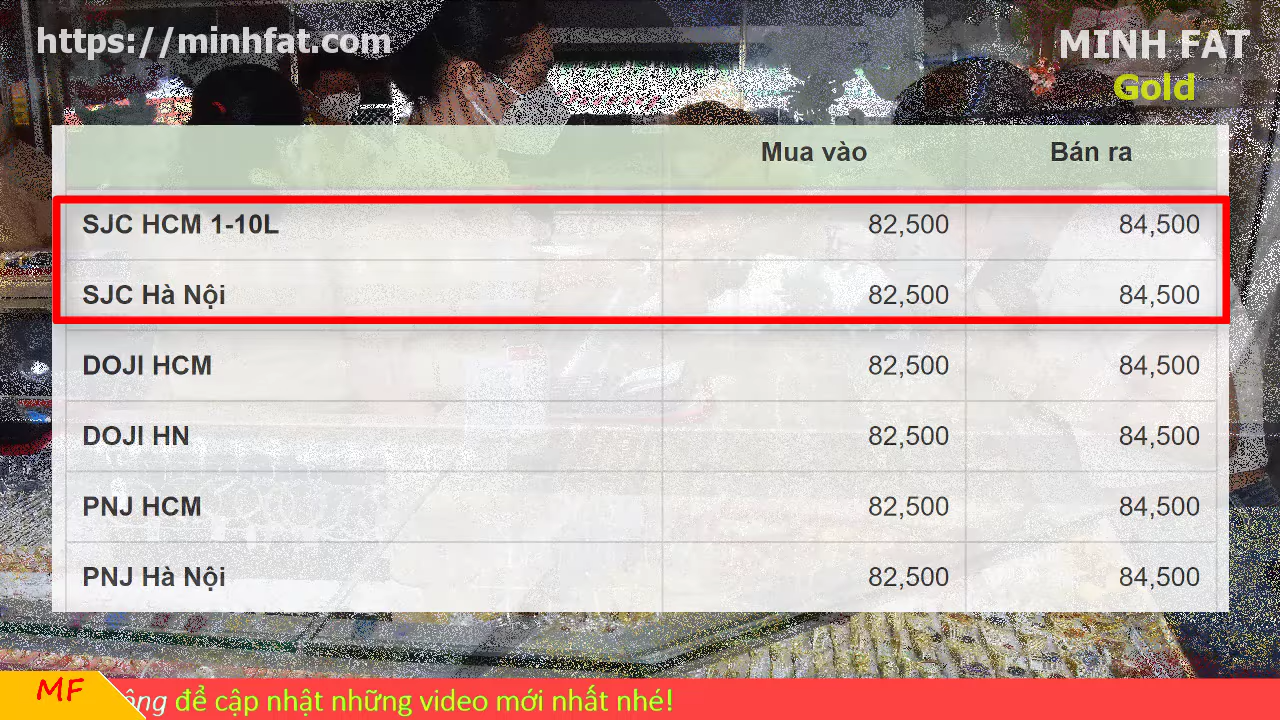 https://minhfat.com
MINH FAT
Gold
Mua vào Bán ra
SJC HCM 1-10L 82,500 84,500
SJC Hà Nội 82,500 84,500
DOJI HCM 82,500 84,500
DOJI HN 82,500 84,500
PNJ HCM 82,500 84,500
PNJ Hà Nội 82,500 84,500
MF để cập nhật những video mới nhất nhé!